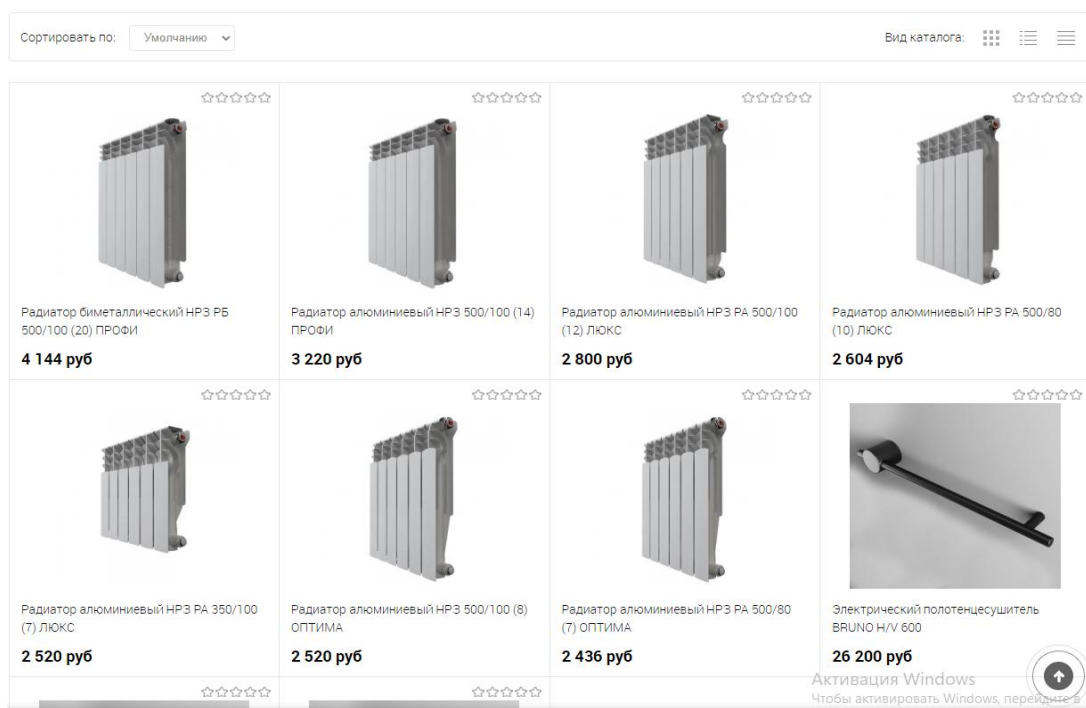 Сортировать по: Умолчанию Вид каталога:
Радиатор биметаллический НРЗ РБ
500/100 (20) ПРОФИ
4 144 руб
Радиатор алюминиевый НРЗ 500/100 (14)
ПРОФИ
3 220 руб
Радиатор алюминиевый НРЗ РА 500/100
(12) ЛЮКС
2 800 руб
Радиатор алюминиевый НРЗ РА 500/80
(10) ЛЮКС
2 604 руб
Радиатор алюминиевый НРЗ РА 350/100
(7) ЛЮКС
2 520 руб
Радиатор алюминиевый НРЗ 500/100 (8)
ОПТИМА
2 520 руб
Радиатор алюминиевый НРЗ РА 500/80
(7) ОПТИМА
2 436 руб
Электрический полотенцесушитель
BRUNO H/V 600
26 200 руб
Активация Windows
Чтобы активировать Windows, перейдите в